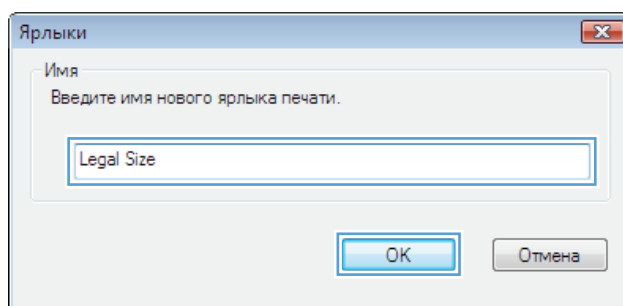 Ярлыки
Имя
Введите имя нового ярлыка печати.
Legal Size
OK
Отмена